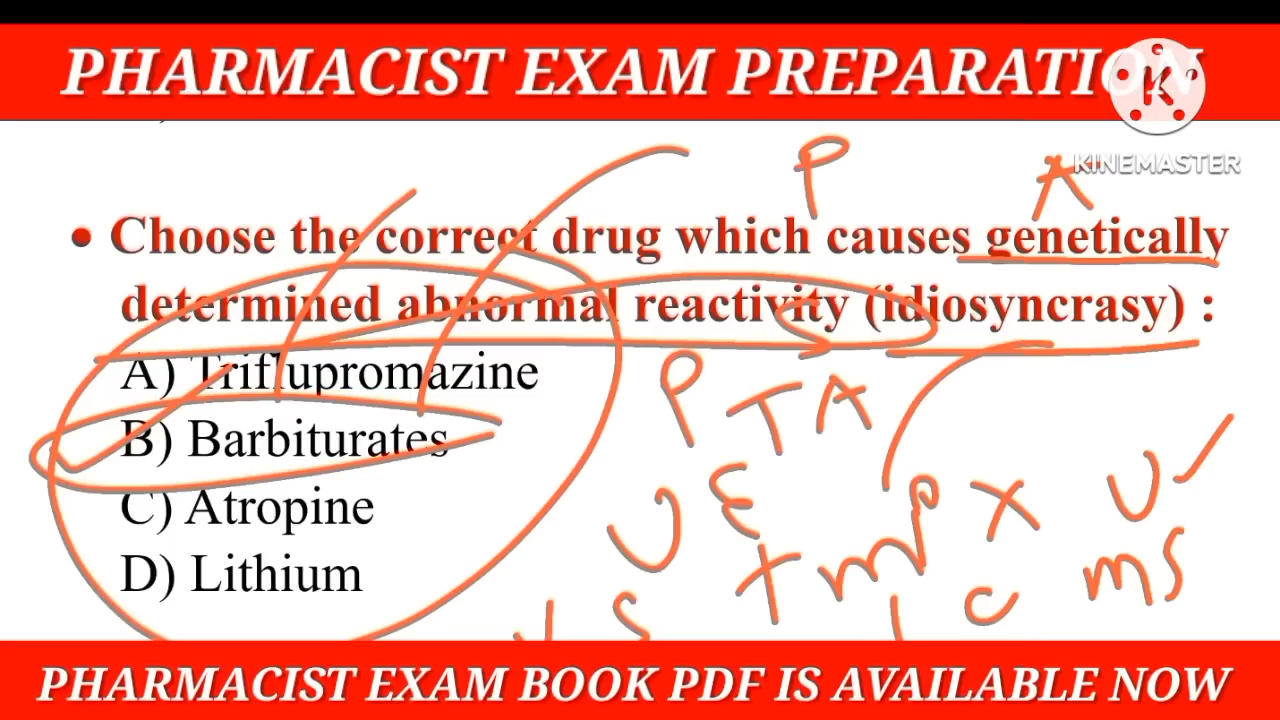 PHARMACIST EXAM PREPARATION
K
KINEMASTER
P A
• Choose the correct drug which causes genetically
determined abnormal reactivity (idiosyncrasy) :
A) Triflupromazine
B) Barbiturates
C) Atropine
D) Lithium
PHARMACIST EXAM BOOK PDF IS AVAILABLE NOW